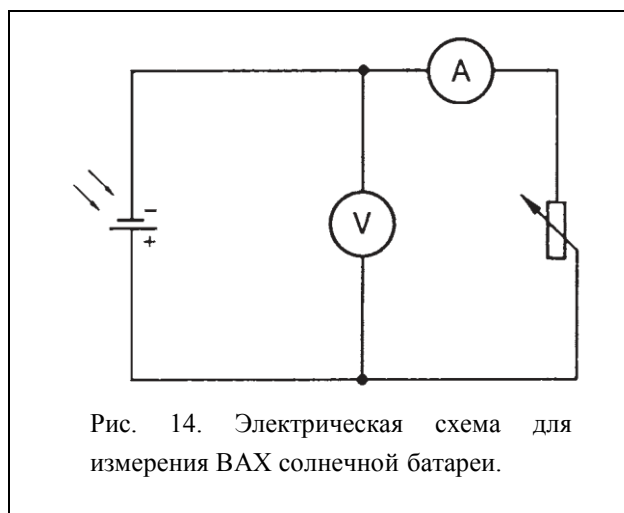 A
V
−
+
Рис. 14. Электрическая схема для
измерения ВАХ солнечной батареи.